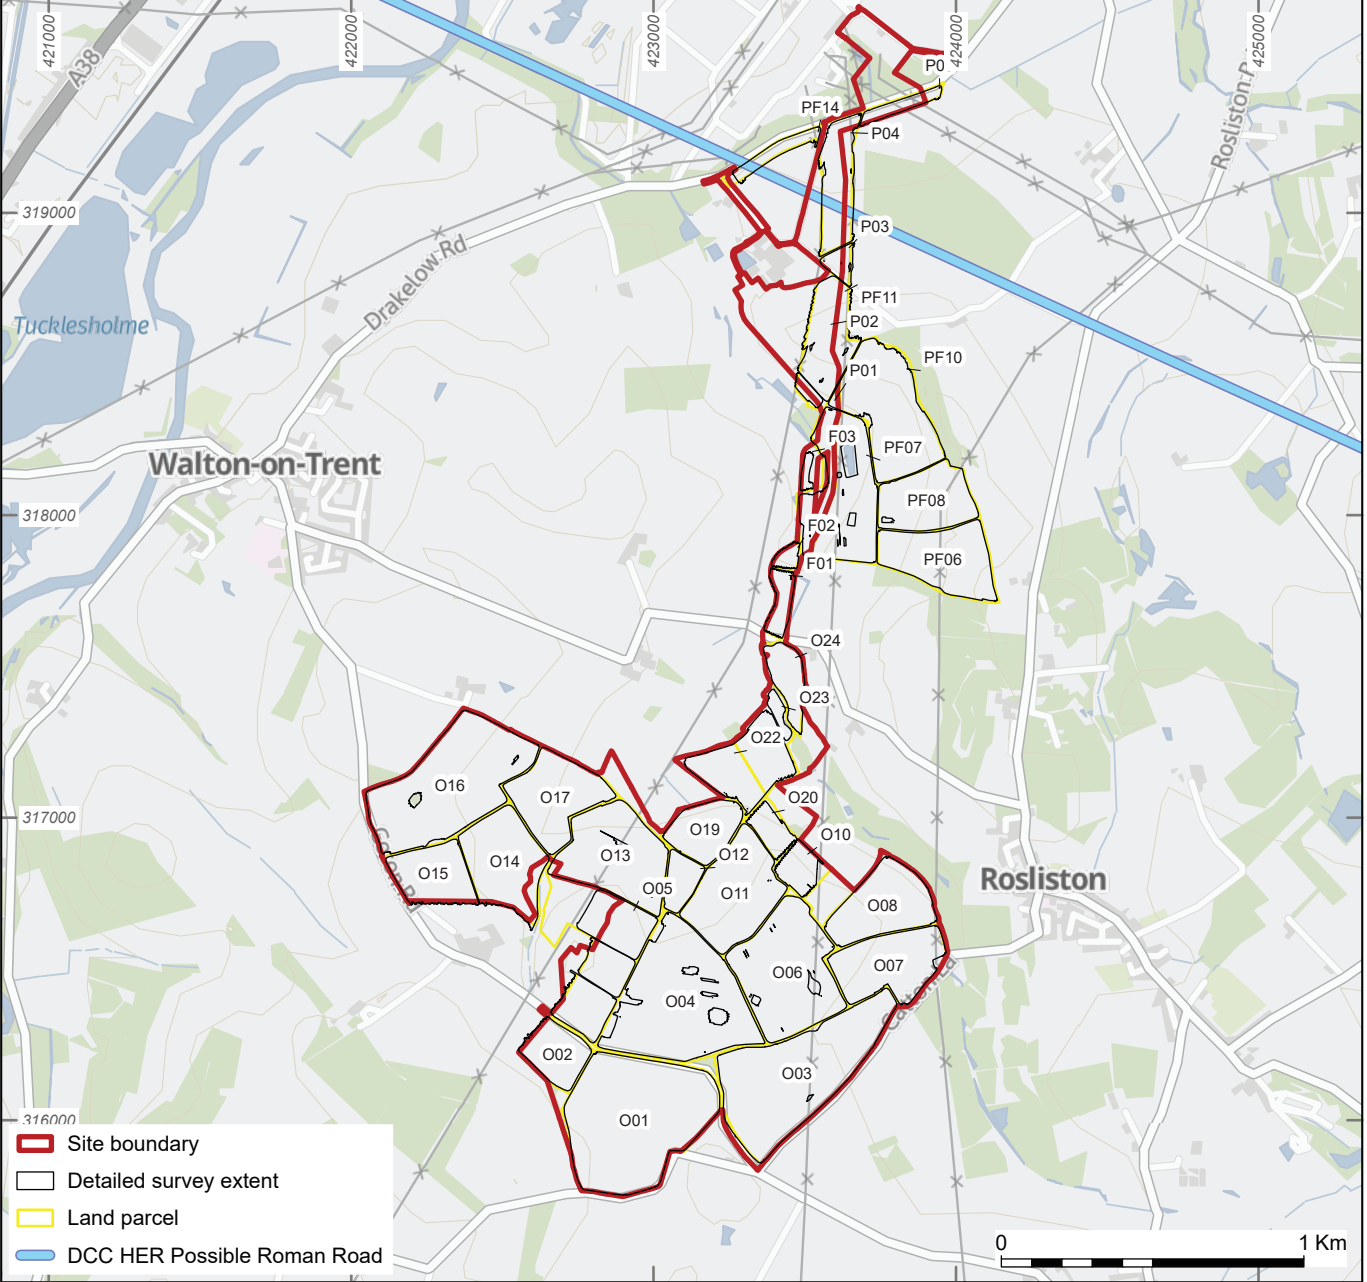 421000
422000
423000
424000
425000
A38
Rosliston R
P0
PF14
P04
319000
P03
Drakelow Rd
PF11
Tucklesholme
P02
PF10
P01
F03
PF07
Walton-on-Trent
PF08
318000
F02
PF06
F01
O24
O23
O22
O16
O17
O20
317000
O19
O10
O13
O12
O14
O15
O05
O11
Rosliston
O08
O07
O06
Catton La
O04
O02
O03
O01
316000
Site boundary
Detailed survey extent
Land parcel
DCC HER Possible Roman Road
0
1 Km